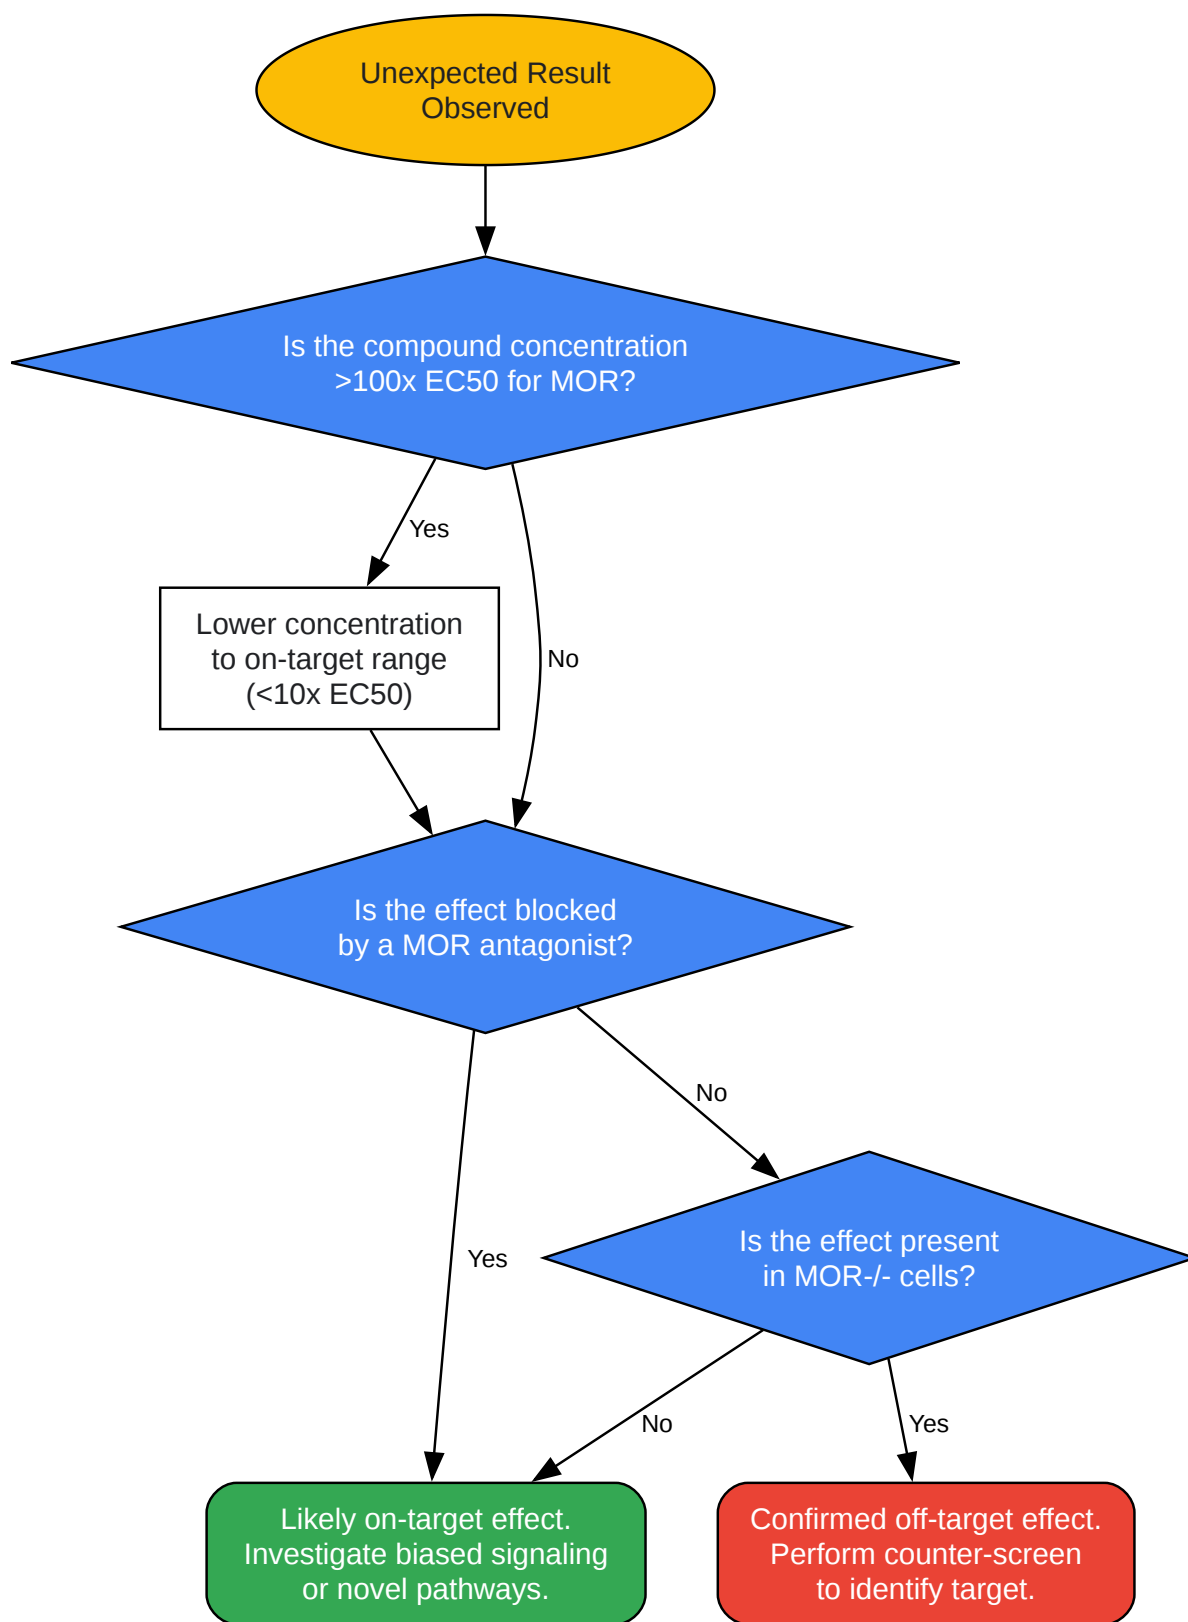 Unexpected Result
Observed
Is the compound concentration
>100x EC50 for MOR?
Yes
No
Lower concentration
to on-target range
(<10x EC50)
Is the effect blocked
by a MOR antagonist?
No
Yes
Is the effect present
in MOR-/- cells?
No
Yes
Likely on-target effect.
Investigate biased signaling
or novel pathways.
Confirmed off-target effect.
Perform counter-screen
to identify target.